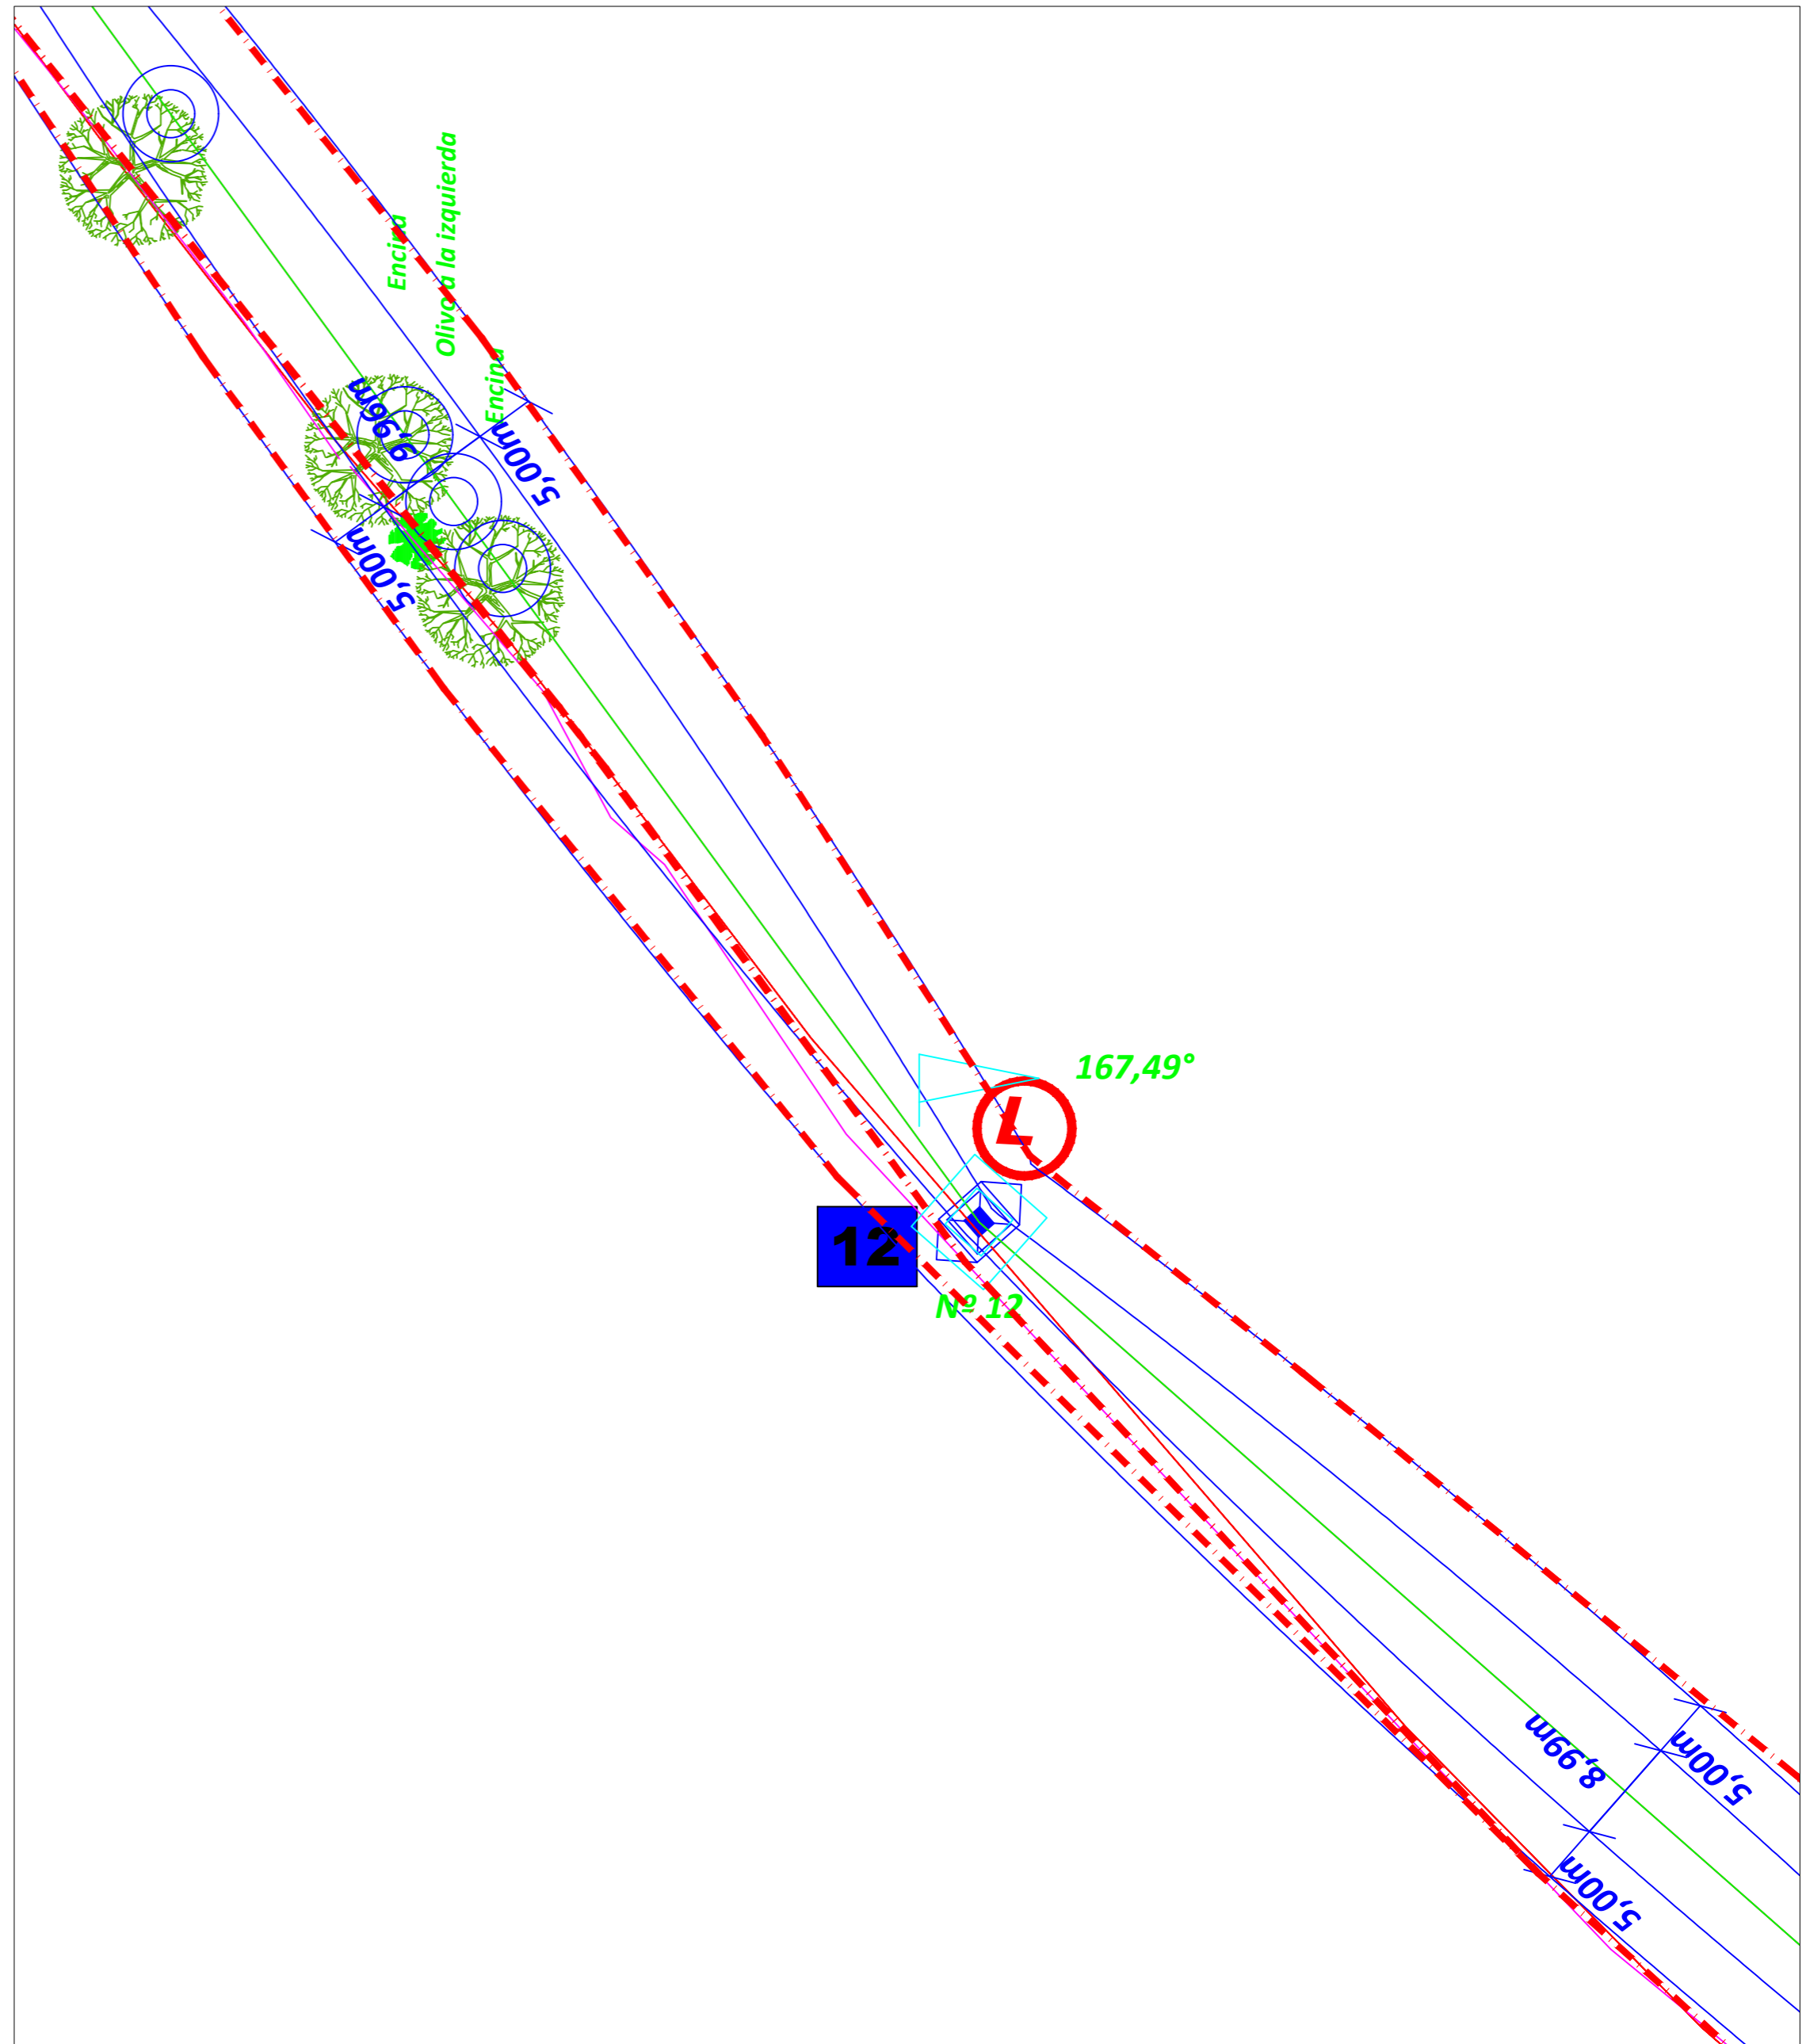 Encina
Olivo a la izquierda
Encina
9,96m
5,00m
5,00m
167,49°
L
12
Nº 12
8,99m
5,00m
5,00m